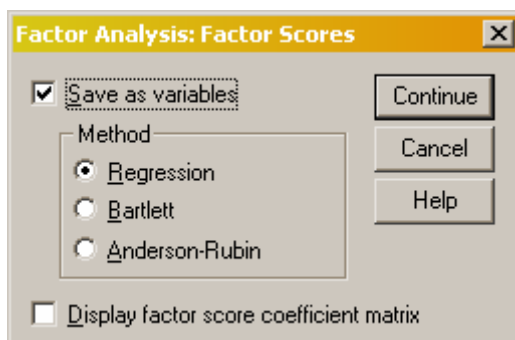 Factor Analysis: Factor Scores
Save as variables
Continue
Method
Cancel
Regression
Help
Bartlett
Anderson-Rubin
Display factor score coefficient matrix